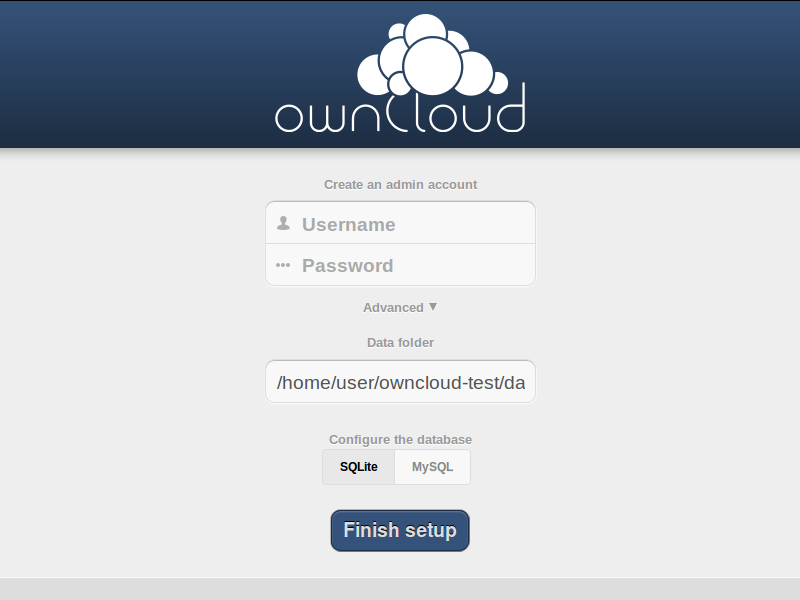 ownCloud
Create an admin account
Username
Password
Advanced ▼
Data folder
/home/user/owncloud-test/da
Configure the database
SQLite MySQL
Finish setup